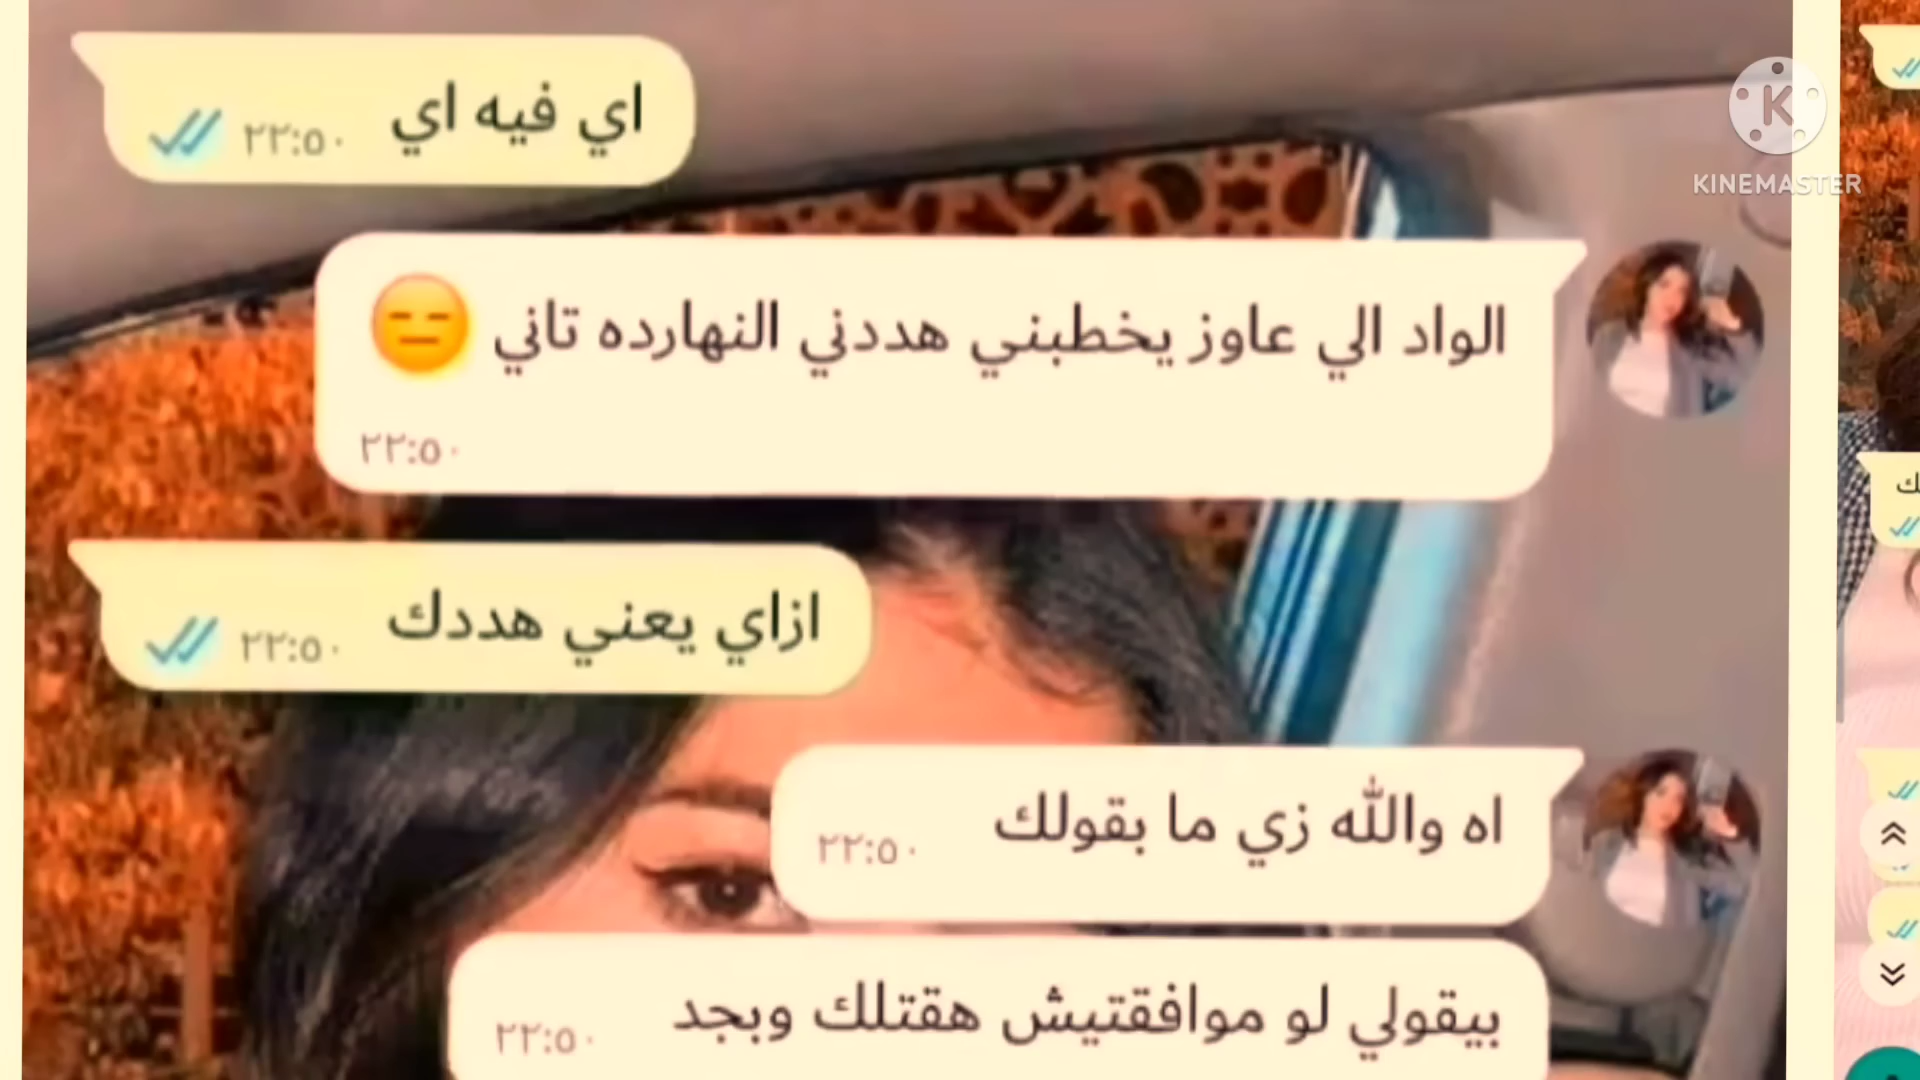 اي فيه اي
٢٢:٥٠
KINEMASTER
الواد الي عاوز يخطبني هددني النهارده تاني 😑
٢٢:٥٠
ازاي يعني هددك
٢٢:٥٠
اه والله زي ما بقولك
٢٢:٥٠
بيقولي لو موافقتيش هقتلك وبجد
٢٢:٥٠